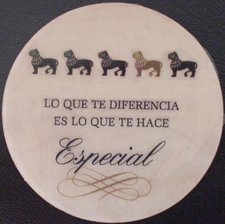 LO QUE TE DIFERENCIA
ES LO QUE TE HACE
Especial